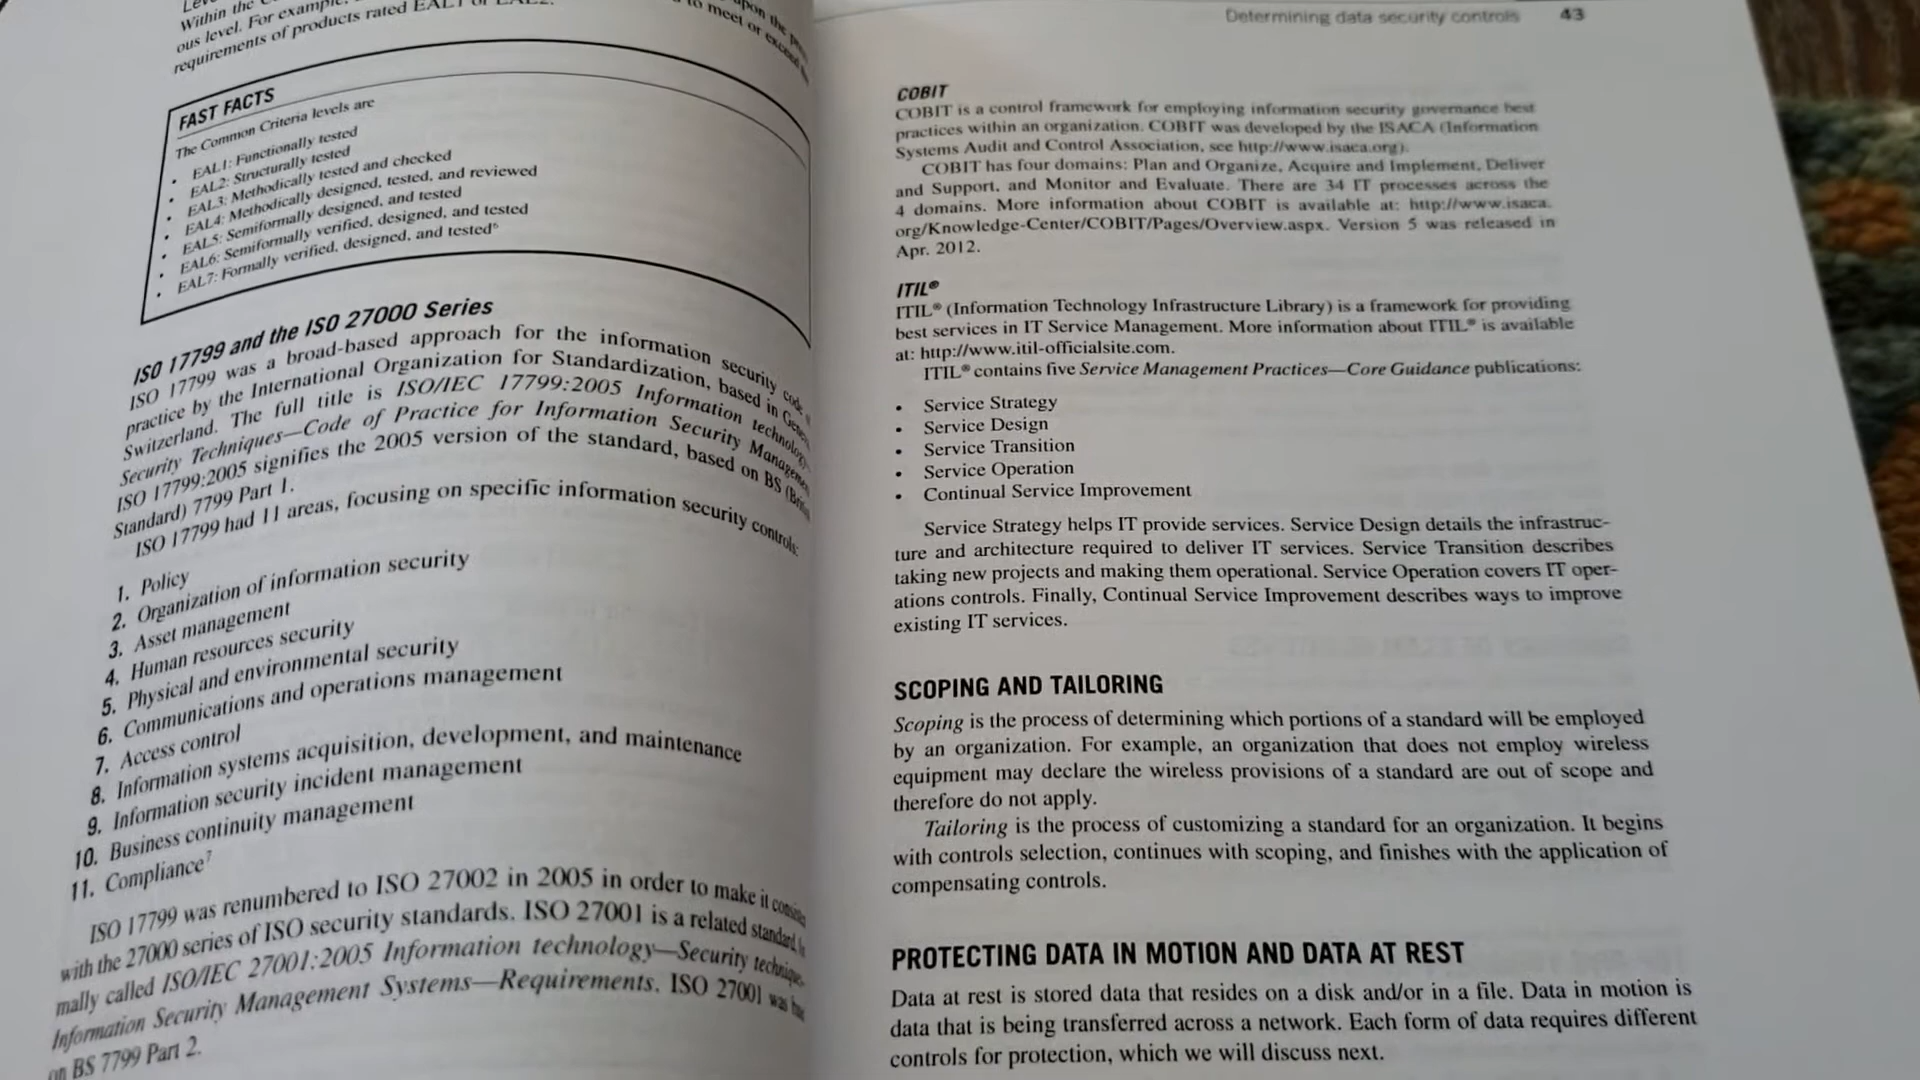 Within the
ous level. For example,
requirements of products rated EAL1 or EAL2.
to meet or exceed the
FAST FACTS
The Common Criteria levels are
• EAL1: Functionally tested
• EAL2: Structurally tested
• EAL3: Methodically tested and checked
• EAL4: Methodically designed, tested, and reviewed
• EAL5: Semiformally designed, and tested
• EAL6: Semiformally verified, designed, and tested
• EAL7: Formally verified, designed, and tested⁶
ISO 17799 and the ISO 27000 Series
ISO 17799 was a broad-based approach for the information security code of
practice by the International Organization for Standardization, based in Geneva,
Switzerland. The full title is ISO/IEC 17799:2005 Information technology—
Security Techniques—Code of Practice for Information Security Management.
ISO 17799:2005 signifies the 2005 version of the standard, based on BS (British
Standard) 7799 Part 1.
ISO 17799 had 11 areas, focusing on specific information security controls:
1. Policy
2. Organization of information security
3. Asset management
4. Human resources security
5. Physical and environmental security
6. Communications and operations management
7. Access control
8. Information systems acquisition, development, and maintenance
9. Information security incident management
10. Business continuity management
11. Compliance⁷
ISO 17799 was renumbered to ISO 27002 in 2005 in order to make it
with the 27000 series of ISO security standards. ISO 27001 is a related standard,
mally called ISO/IEC 27001:2005 Information technology—Security
Information Security Management Systems—Requirements. ISO 27001 was
on BS 7799 Part 2.
Determining data security controls 43
COBIT
COBIT is a control framework for employing information security governance best
practices within an organization. COBIT was developed by the ISACA (Information
Systems Audit and Control Association, see http://www.isaca.org).
COBIT has four domains: Plan and Organize, Acquire and Implement, Deliver
and Support, and Monitor and Evaluate. There are 34 IT processes across the
4 domains. More information about COBIT is available at: http://www.isaca.
org/Knowledge-Center/COBIT/Pages/Overview.aspx. Version 5 was released in
Apr. 2012.
ITIL®
ITIL® (Information Technology Infrastructure Library) is a framework for providing
best services in IT Service Management. More information about ITIL® is available
at: http://www.itil-officialsite.com.
ITIL® contains five Service Management Practices—Core Guidance publications:
• Service Strategy
• Service Design
• Service Transition
• Service Operation
• Continual Service Improvement
Service Strategy helps IT provide services. Service Design details the infrastruc-
ture and architecture required to deliver IT services. Service Transition describes
taking new projects and making them operational. Service Operation covers IT oper-
ations controls. Finally, Continual Service Improvement describes ways to improve
existing IT services.
SCOPING AND TAILORING
Scoping is the process of determining which portions of a standard will be employed
by an organization. For example, an organization that does not employ wireless
equipment may declare the wireless provisions of a standard are out of scope and
therefore do not apply.
Tailoring is the process of customizing a standard for an organization. It begins
with controls selection, continues with scoping, and finishes with the application of
compensating controls.
PROTECTING DATA IN MOTION AND DATA AT REST
Data at rest is stored data that resides on a disk and/or in a file. Data in motion is
data that is being transferred across a network. Each form of data requires different
controls for protection, which we will discuss next.